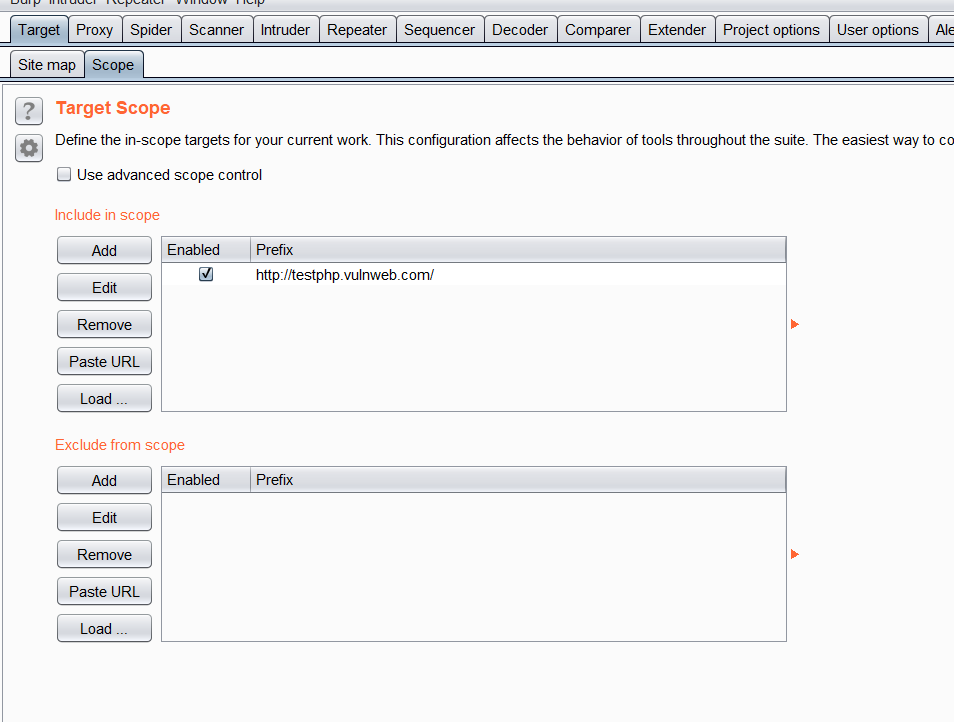 Burp Intruder Repeater Window Help
Target Proxy Spider Scanner Intruder Repeater Sequencer Decoder Comparer Extender Project options User options Ale
Site map Scope
? Target Scope
Define the in-scope targets for your current work. This configuration affects the behavior of tools throughout the suite. The easiest way to co
Use advanced scope control
Include in scope
Add Enabled Prefix
http://testphp.vulnweb.com/
Edit
Remove
Paste URL
Load ...
Exclude from scope
Add Enabled Prefix
Edit
Remove
Paste URL
Load ...